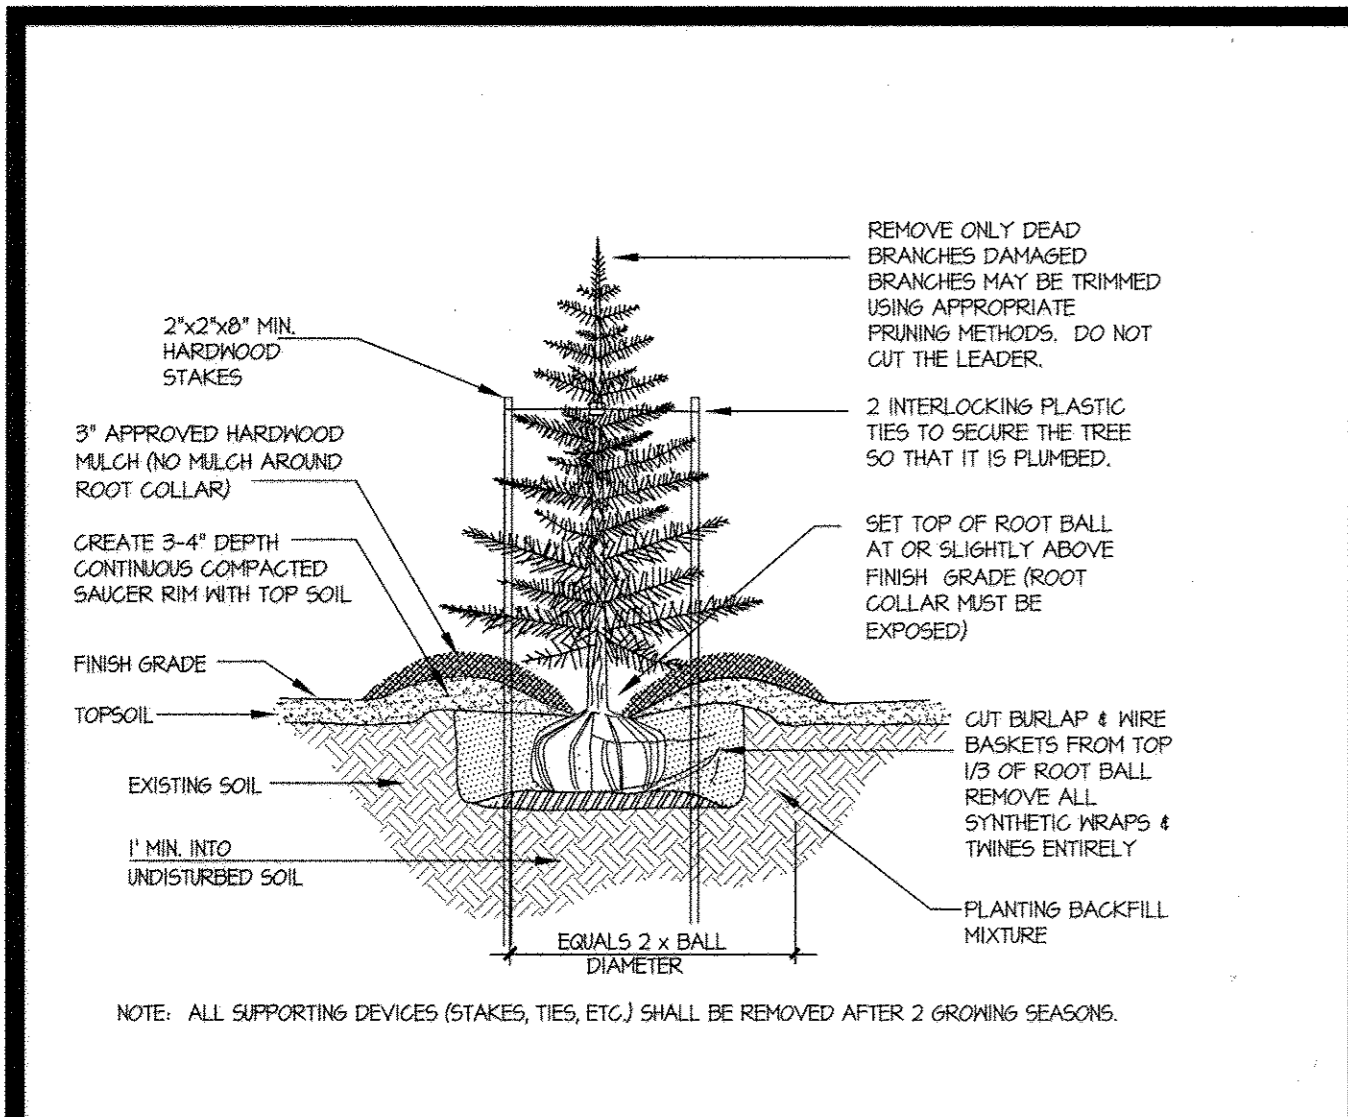 REMOVE ONLY DEAD
BRANCHES DAMAGED
BRANCHES MAY BE TRIMMED
USING APPROPRIATE
PRUNING METHODS. DO NOT
CUT THE LEADER.
2"x2"x8" MIN.
HARDWOOD
STAKES
2 INTERLOCKING PLASTIC
TIES TO SECURE THE TREE
SO THAT IT IS PLUMBED.
3" APPROVED HARDWOOD
MULCH (NO MULCH AROUND
ROOT COLLAR)
SET TOP OF ROOT BALL
AT OR SLIGHTLY ABOVE
FINISH GRADE (ROOT
COLLAR MUST BE
EXPOSED)
CREATE 3-4" DEPTH
CONTINUOUS COMPACTED
SAUCER RIM WITH TOP SOIL
FINISH GRADE
TOPSOIL
CUT BURLAP & WIRE
BASKETS FROM TOP
1/3 OF ROOT BALL
REMOVE ALL
SYNTHETIC WRAPS &
TWINES ENTIRELY
EXISTING SOIL
1' MIN. INTO
UNDISTURBED SOIL
PLANTING BACKFILL
MIXTURE
EQUALS 2 x BALL
DIAMETER
NOTE: ALL SUPPORTING DEVICES (STAKES, TIES, ETC.) SHALL BE REMOVED AFTER 2 GROWING SEASONS.